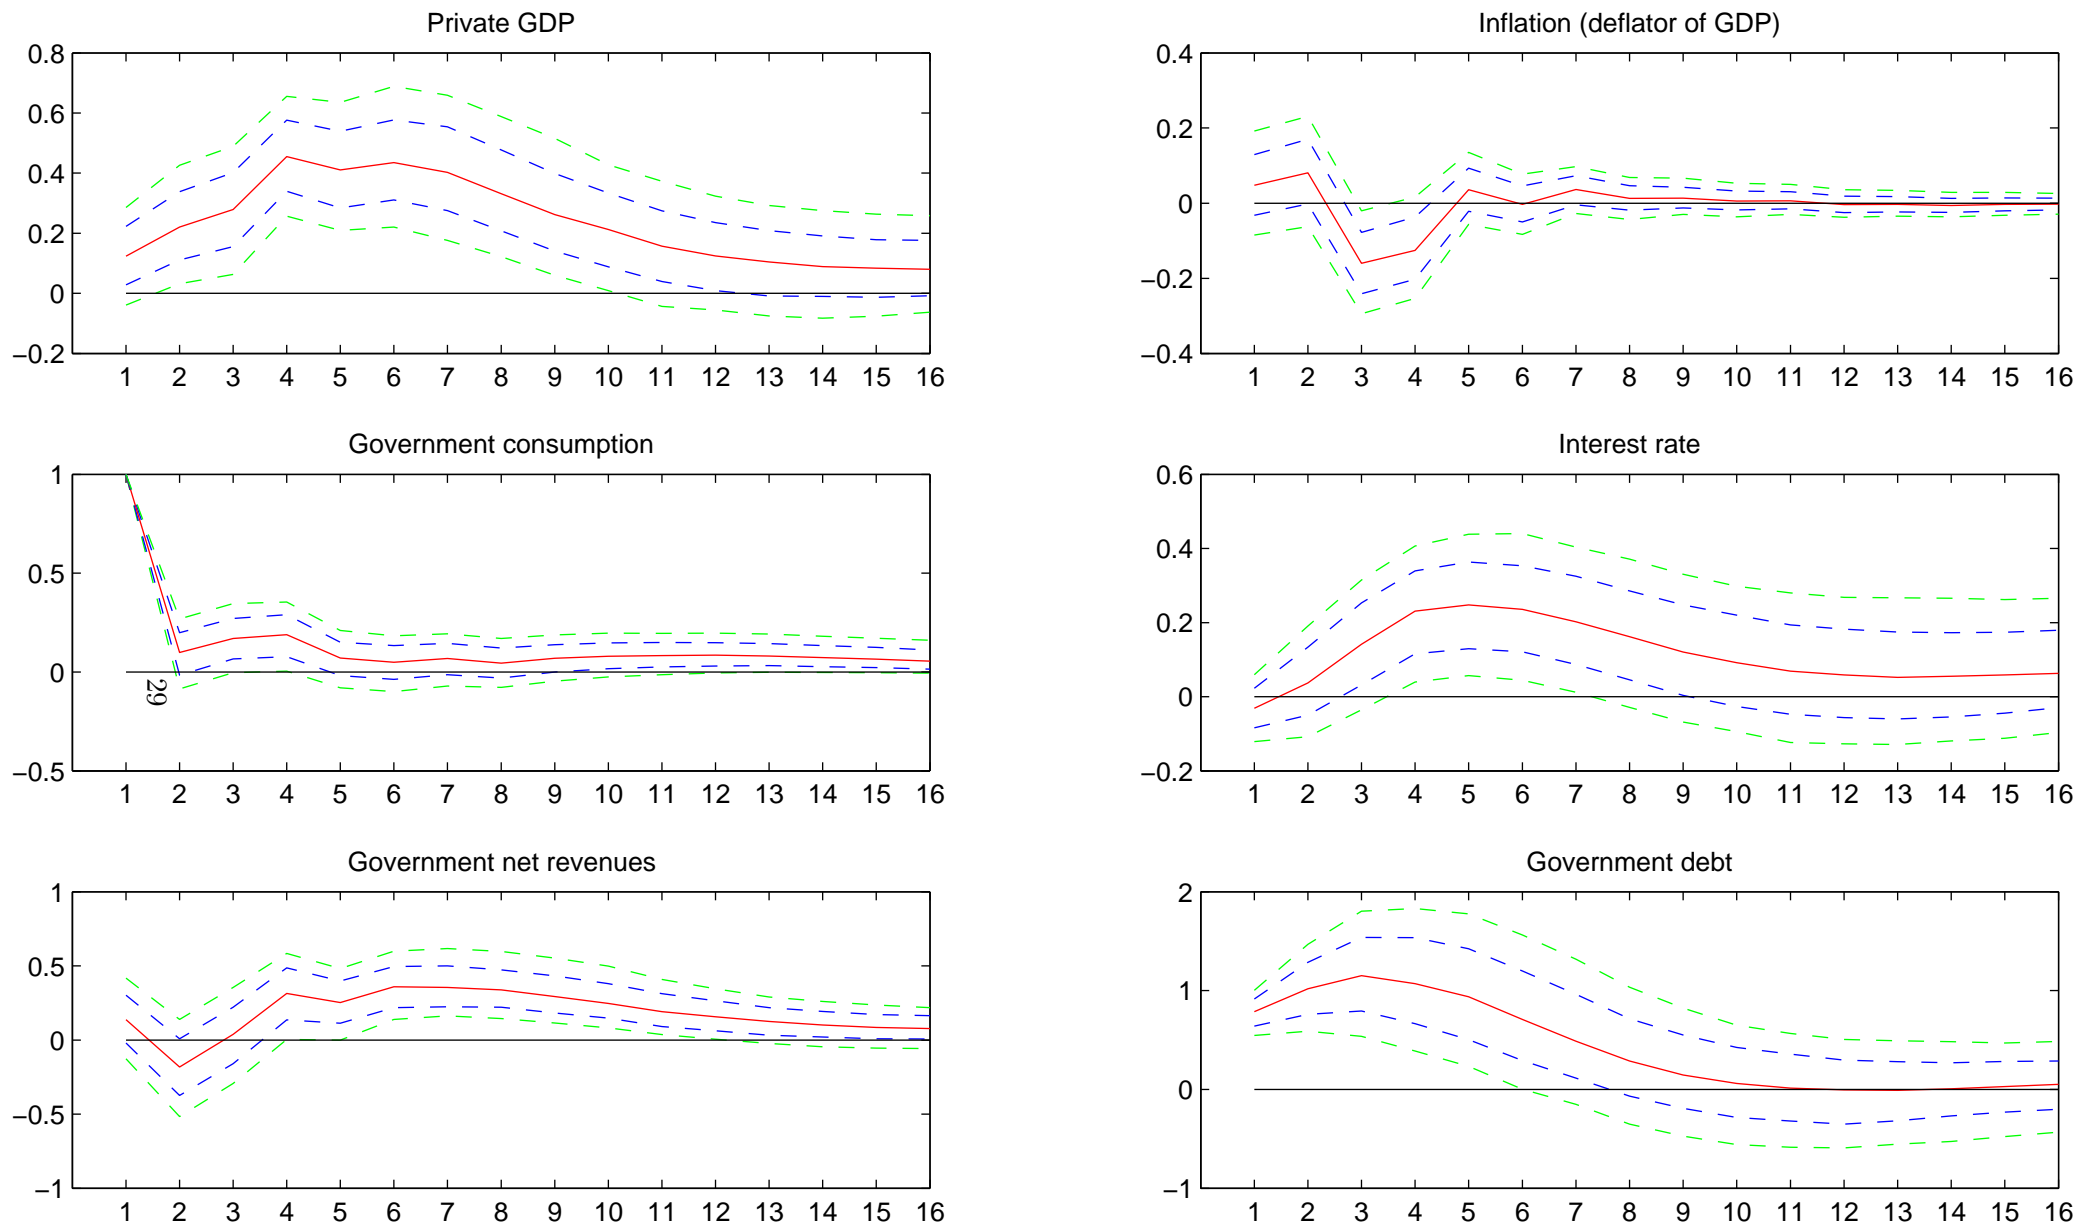 Private GDP
0.8
0.6
0.4
0.2
0
−0.2
1 2 3 4 5 6 7 8 9 10 11 12 13 14 15 16
Inflation (deflator of GDP)
0.4
0.2
0
−0.2
−0.4
1 2 3 4 5 6 7 8 9 10 11 12 13 14 15 16
Government consumption
1
0.5
0
−0.5
29
1 2 3 4 5 6 7 8 9 10 11 12 13 14 15 16
Interest rate
0.6
0.4
0.2
0
−0.2
1 2 3 4 5 6 7 8 9 10 11 12 13 14 15 16
Government net revenues
1
0.5
0
−0.5
−1
1 2 3 4 5 6 7 8 9 10 11 12 13 14 15 16
Government debt
2
1
0
−1
1 2 3 4 5 6 7 8 9 10 11 12 13 14 15 16